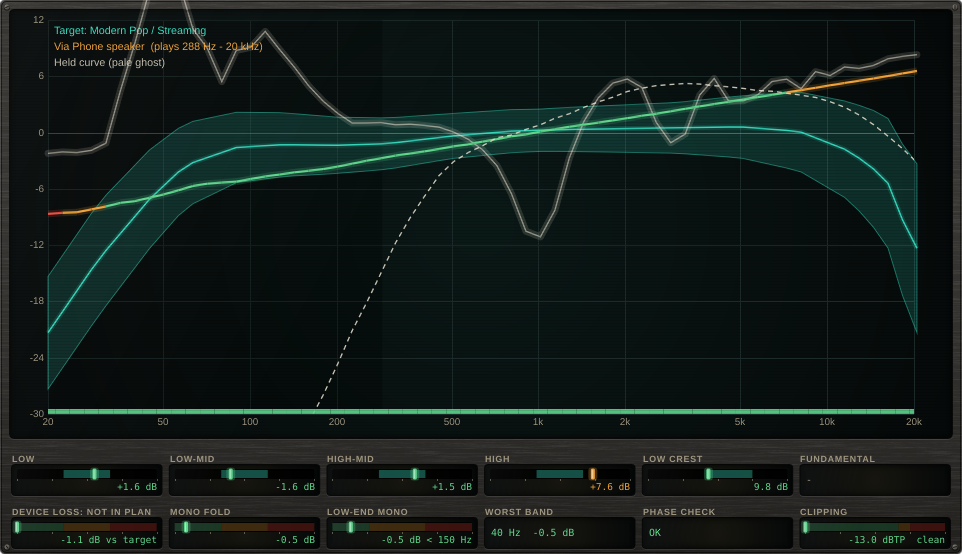 12
Target: Modern Pop / Streaming
Via Phone speaker (plays 288 Hz - 20 kHz)
Held curve (pale ghost)
6
0
-6
-12
-18
-24
-30
20 50 100 200 500 1k 2k 5k 10k 20k
LOW LOW-MID HIGH-MID HIGH LOW CREST FUNDAMENTAL
+1.6 dB -1.6 dB +1.5 dB +7.6 dB 9.8 dB -
DEVICE LOSS: NOT IN PLAN MONO FOLD LOW-END MONO WORST BAND PHASE CHECK CLIPPING
-1.1 dB vs target -0.5 dB -0.5 dB < 150 Hz 40 Hz -0.5 dB OK -13.0 dBTP clean